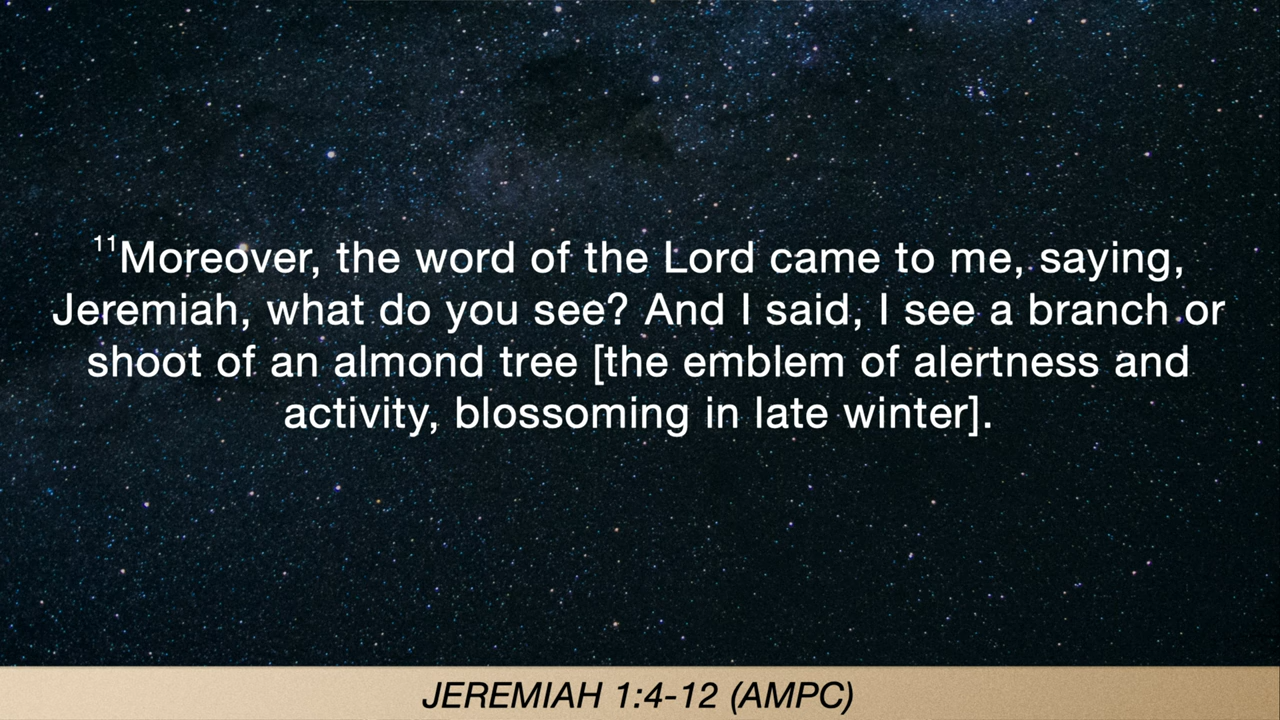 11Moreover, the word of the Lord came to me, saying,
Jeremiah, what do you see? And I said, I see a branch or
shoot of an almond tree [the emblem of alertness and
activity, blossoming in late winter].
JEREMIAH 1:4-12 (AMPC)